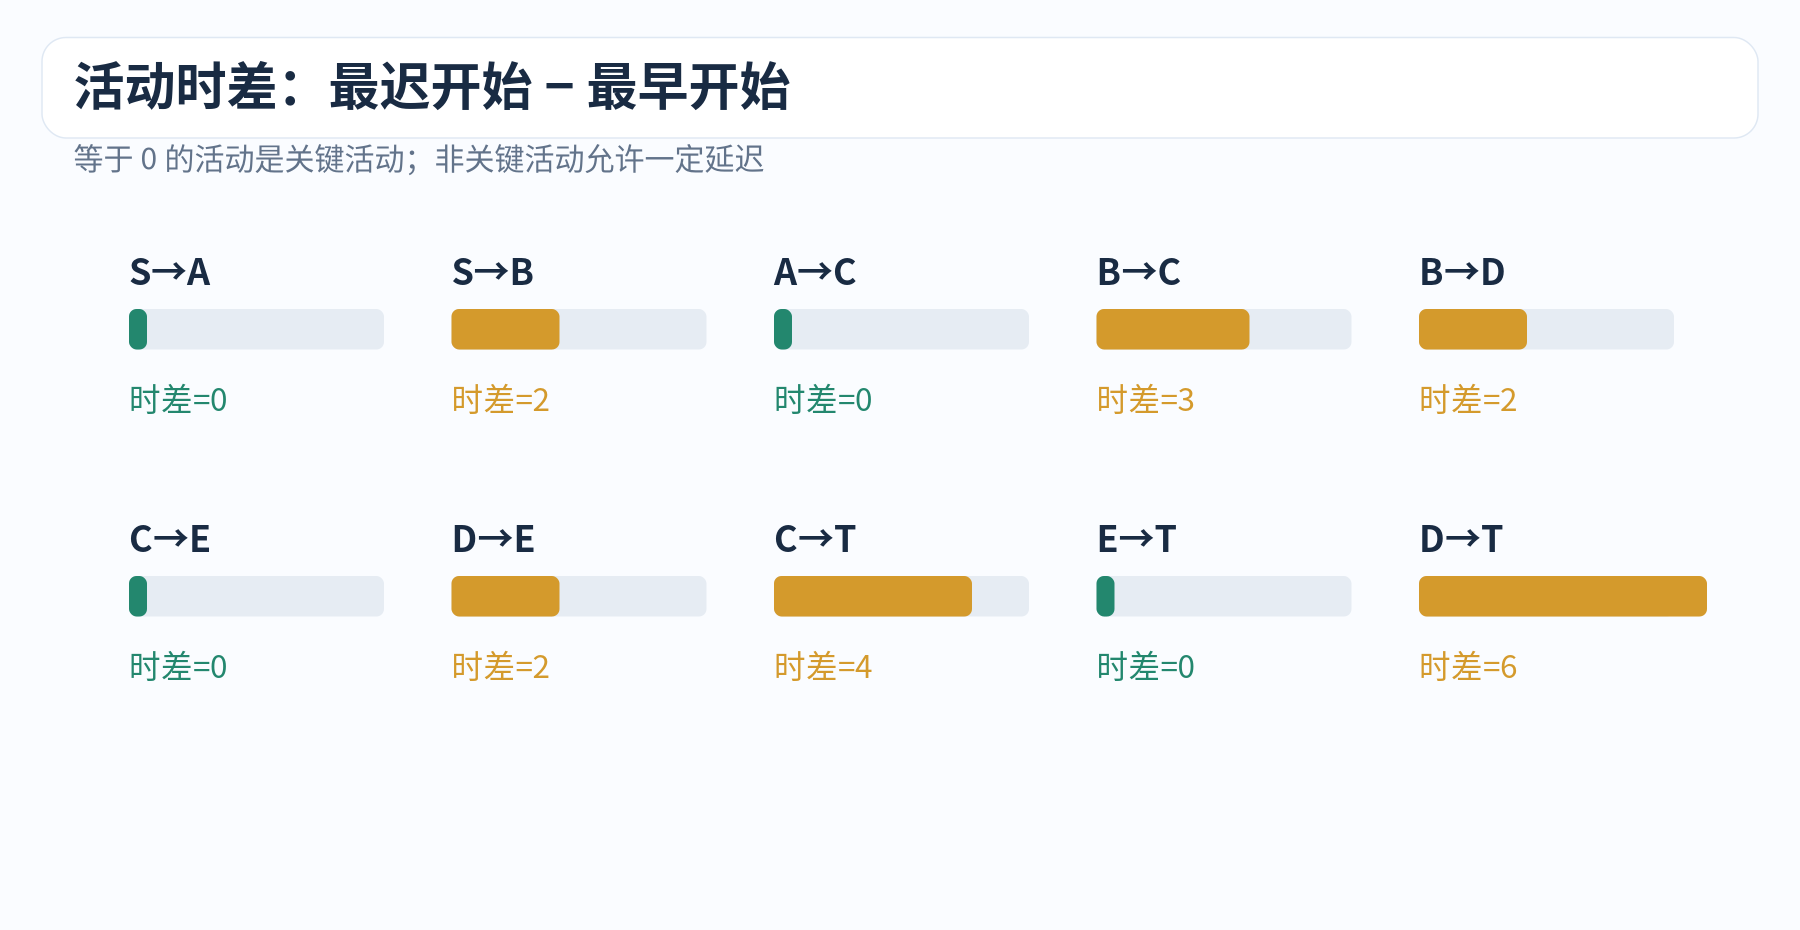 活动时差：最迟开始 – 最早开始
等于 0 的活动是关键活动；非关键活动允许一定延迟
S→A
S→B
A→C
B→C
B→D
时差=0
时差=2
时差=0
时差=3
时差=2
C→E
D→E
C→T
E→T
D→T
时差=0
时差=2
时差=4
时差=0
时差=6